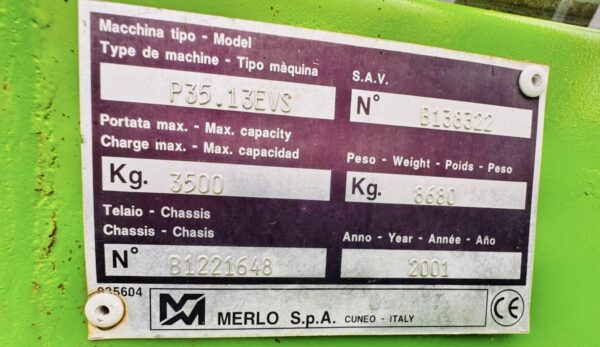 Macchina tipo - Model
Type de machine - Tipo màquina
P35.13EVS
S.A.V.
N° B138322
Portata max. - Max. capacity
Charge max. - Max. capacidad
Kg. 3500
Peso - Weight - Poids - Peso
Kg. 8680
Telaio - Chassis
Chassis - Chasis
N° B1221648
Anno - Year - Année - Año
2001
035604
MERLO S.p.A. CUNEO - ITALY
CE